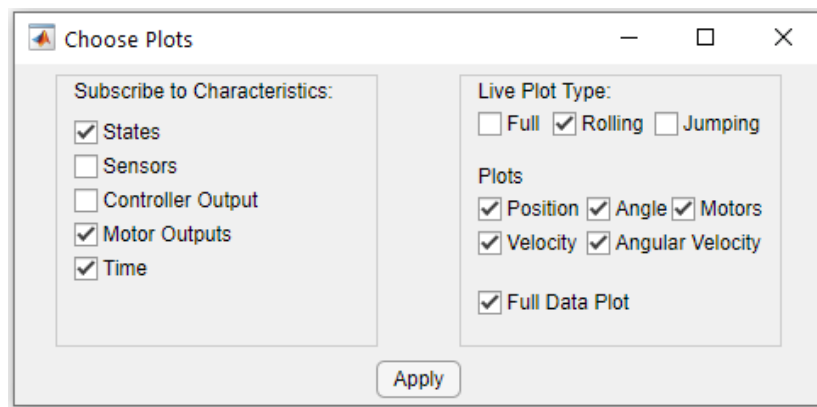 Choose Plots
Subscribe to Characteristics:
States
Sensors
Controller Output
Motor Outputs
Time
Live Plot Type:
Full Rolling Jumping
Plots
Position Angle Motors
Velocity Angular Velocity
Full Data Plot
Apply